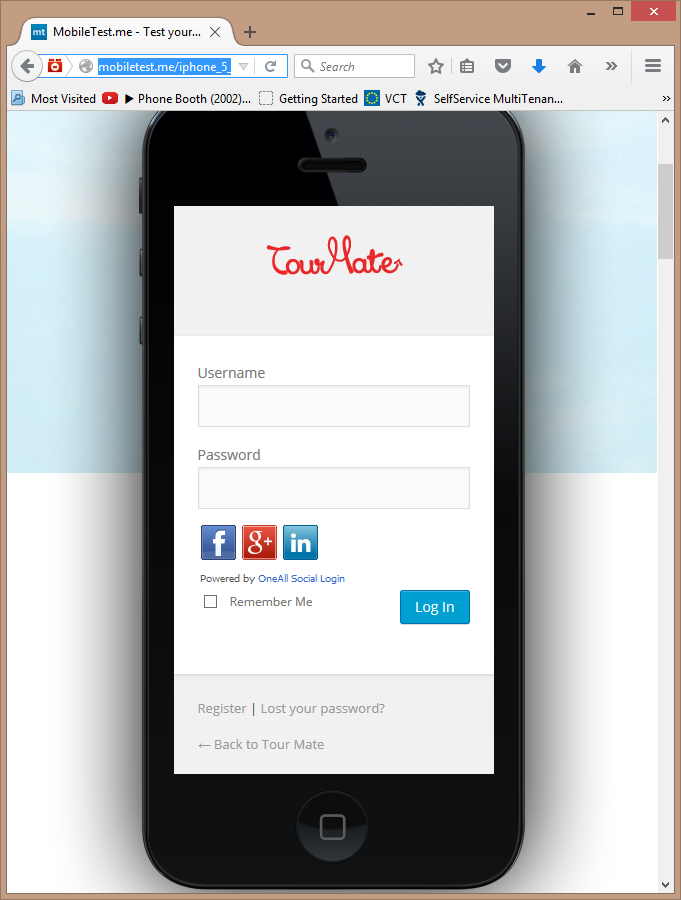 mt MobileTest.me - Test your...
mobiletest.me/iphone_5_
Search
Most Visited Phone Booth (2002)... Getting Started VCT SelfService MultiTenan...
TourMate
Username
Password
f g+ in
Powered by OneAll Social Login
Remember Me
Log In
Register | Lost your password?
← Back to Tour Mate